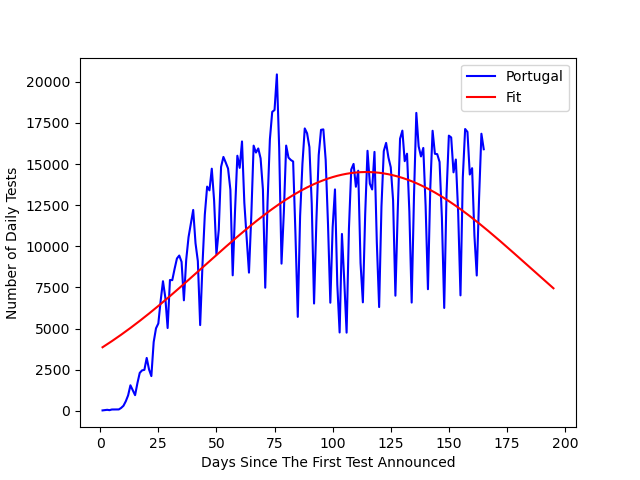 Portugal
Fit
Number of Daily Tests
20000
17500
15000
12500
10000
7500
5000
2500
0
0 25 50 75 100 125 150 175 200
Days Since The First Test Announced